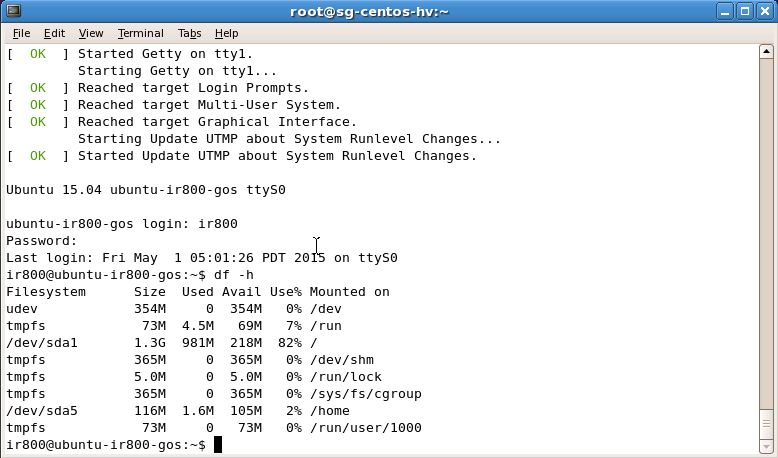 root@sg-centos-hv:~
File Edit View Terminal Tabs Help
[  OK  ] Started Getty on tty1.
         Starting Getty on tty1...
[  OK  ] Reached target Login Prompts.
[  OK  ] Reached target Multi-User System.
[  OK  ] Reached target Graphical Interface.
         Starting Update UTMP about System Runlevel Changes...
[  OK  ] Started Update UTMP about System Runlevel Changes.
Ubuntu 15.04 ubuntu-ir800-gos ttyS0
ubuntu-ir800-gos login: ir800
Password:
Last login: Fri May  1 05:01:26 PDT 2015 on ttyS0
ir800@ubuntu-ir800-gos:~$ df -h
Filesystem      Size  Used Avail Use% Mounted on
udev            354M     0  354M   0% /dev
tmpfs            73M  4.5M   69M   7% /run
/dev/sda1       1.3G  981M  218M  82% /
tmpfs           365M     0  365M   0% /dev/shm
tmpfs           5.0M     0  5.0M   0% /run/lock
tmpfs           365M     0  365M   0% /sys/fs/cgroup
/dev/sda5       116M  1.6M  105M   2% /home
tmpfs            73M     0   73M   0% /run/user/1000
ir800@ubuntu-ir800-gos:~$